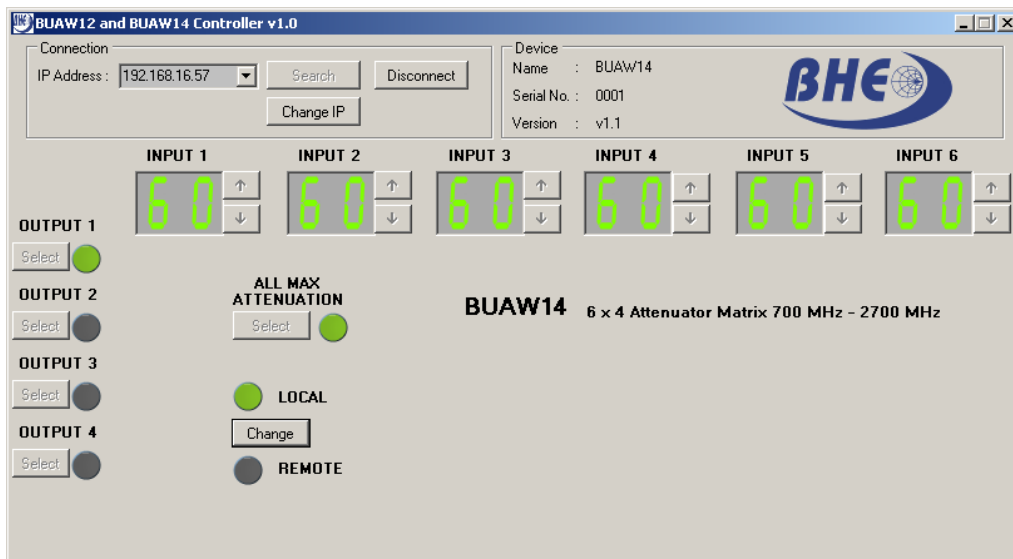 BHE BUAW12 and BUAW14 Controller v1.0
Connection
IP Address : 192.168.16.57 Search Disconnect
Change IP
Device
Name : BUAW14
Serial No. : 0001
Version : v1.1
BHE
INPUT 1 INPUT 2 INPUT 3 INPUT 4 INPUT 5 INPUT 6
60 60 60 60 60 60
OUTPUT 1
Select
OUTPUT 2
Select
OUTPUT 3
Select
OUTPUT 4
Select
ALL MAX
ATTENUATION
Select
LOCAL
Change
REMOTE
BUAW14 6 x 4 Attenuator Matrix 700 MHz - 2700 MHz